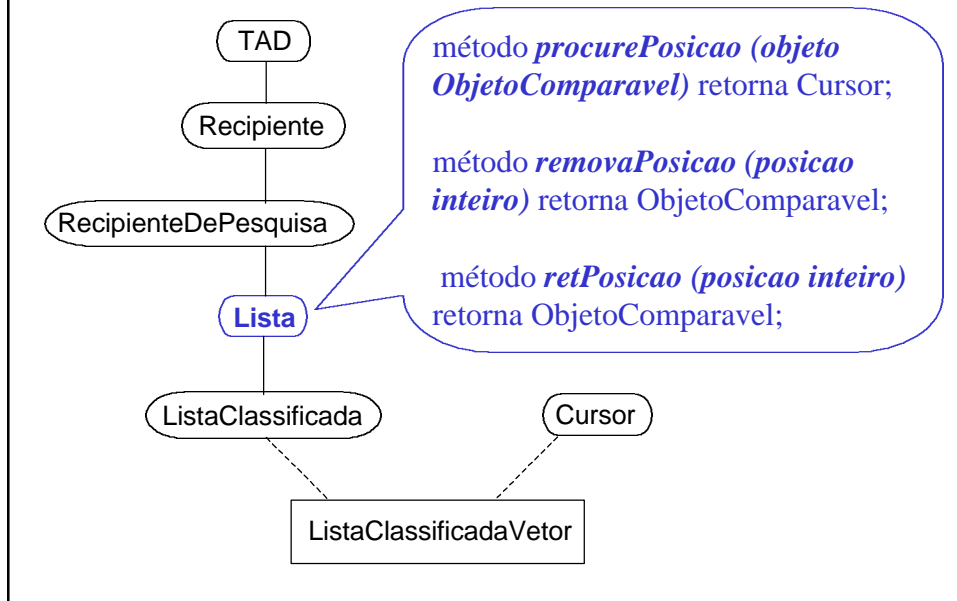 TAD
Recipiente
RecipienteDePesquisa
Lista
ListaClassificada
Cursor
ListaClassificadaVetor
método procurePosicao (objeto
ObjetoComparavel) retorna Cursor;
método removaPosicao (posicao
inteiro) retorna ObjetoComparavel;
método retPosicao (posicao inteiro)
retorna ObjetoComparavel;